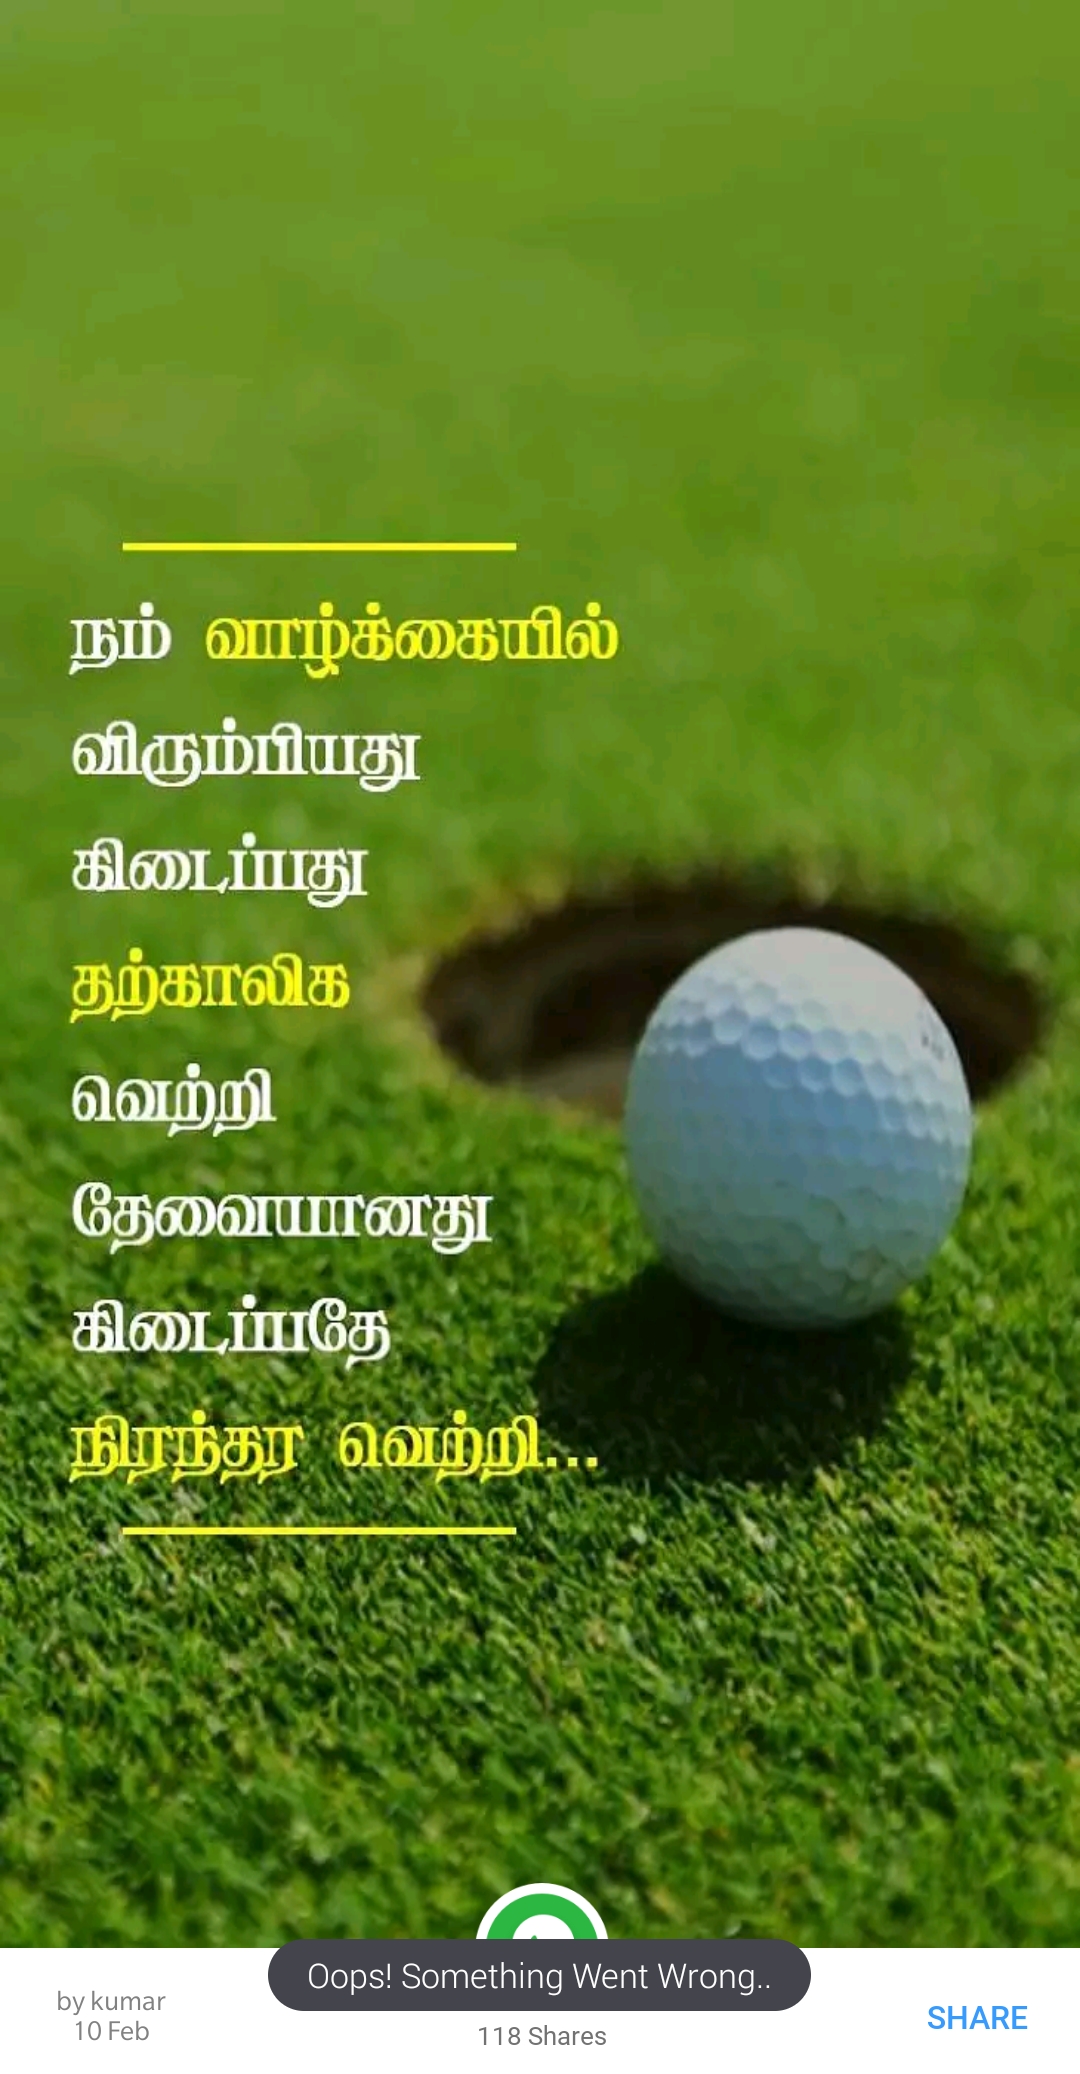 நம் வாழ்க்கையில்
விரும்பியது
கிடைப்பது
தற்காலிக
வெற்றி
தேவையானது
கிடைப்பதே
நிரந்தர வெற்றி...
Oops! Something Went Wrong..
by kumar
10 Feb
118 Shares
SHARE